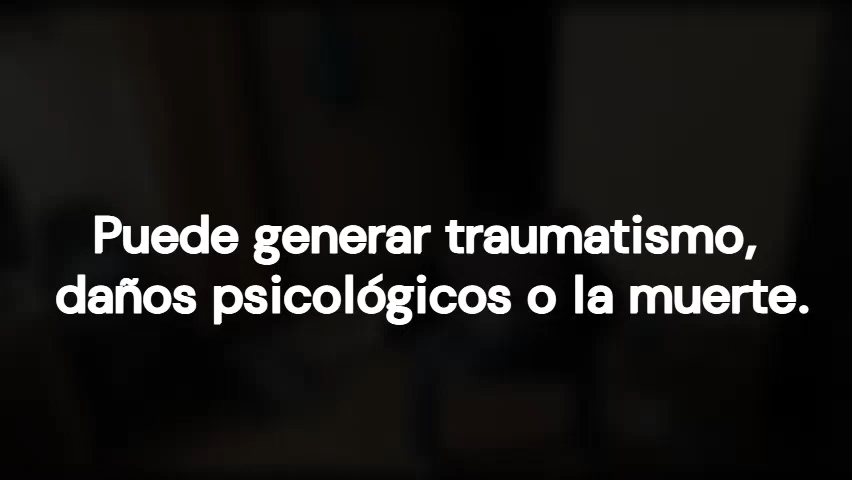 Puede generar traumatismo,
daños psicológicos o la muerte.